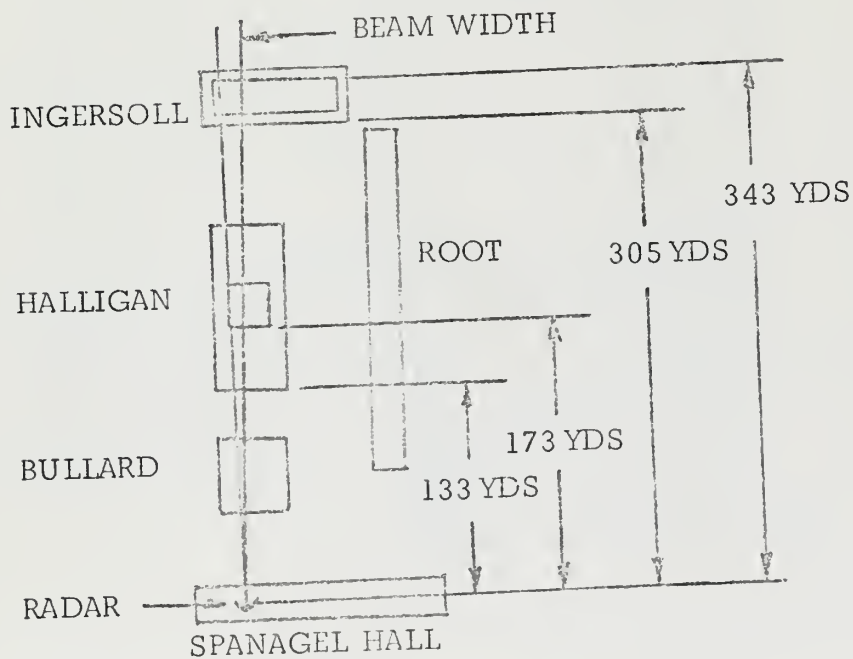 BEAM WIDTH
INGERSOLL
343 YDS
ROOT
305 YDS
HALLIGAN
173 YDS
BULLARD
133 YDS
RADAR
SPANAGEL HALL